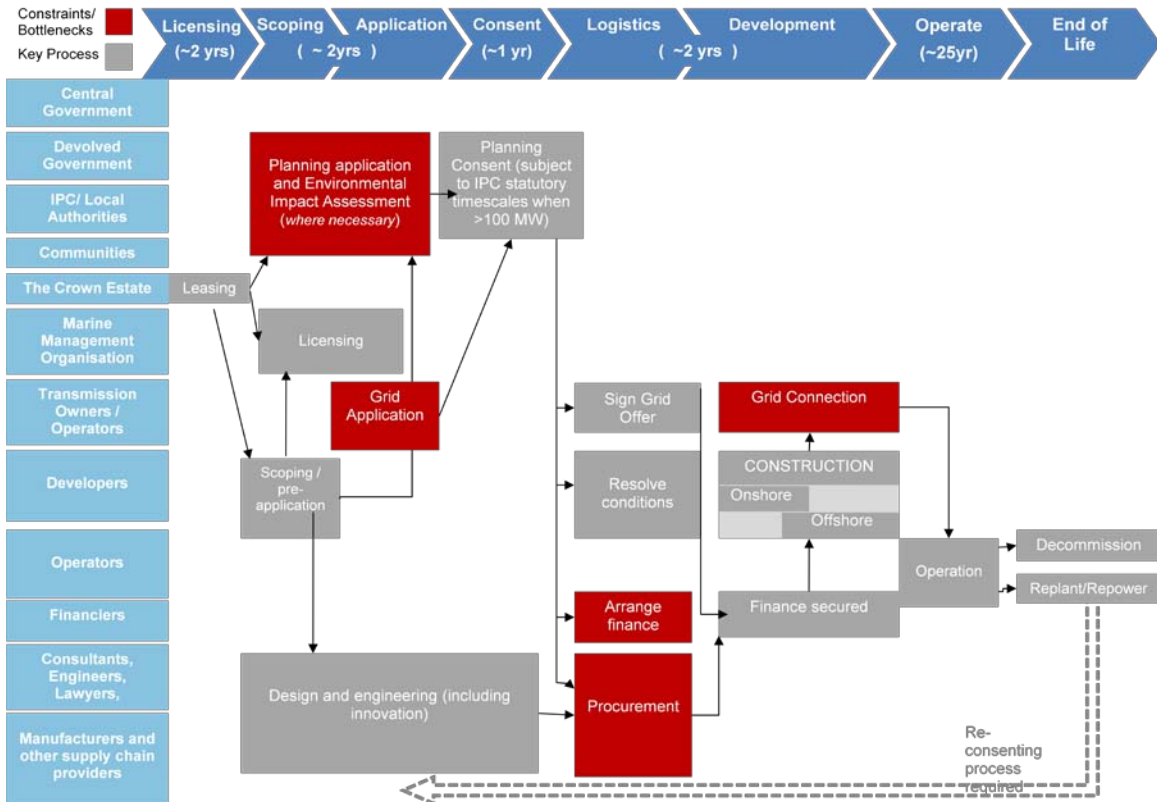 Constraints/
Bottlenecks
Key Process
Licensing
(~2 yrs)
Scoping
Application
( ~ 2yrs )
Consent
(~1 yr)
Logistics
Development
( ~2 yrs )
Operate
(~25yr)
End of
Life
Central
Government
Devolved
Government
IPC/ Local
Authorities
Communities
The Crown Estate
Marine
Management
Organisation
Transmission
Owners /
Operators
Developers
Operators
Financiers
Consultants,
Engineers,
Lawyers,
Manufacturers and
other supply chain
providers
Planning application
and Environmental
Impact Assessment
(where necessary)
Planning
Consent (subject
to IPC statutory
timescales when
>100 MW)
Leasing
Licensing
Grid
Application
Scoping /
pre-
application
Sign Grid
Offer
Resolve
conditions
Grid Connection
CONSTRUCTION
Onshore
Offshore
Operation
Decommission
Replant/Repower
Arrange
finance
Finance secured
Design and engineering (including
innovation)
Procurement
Re-
consenting
process
required